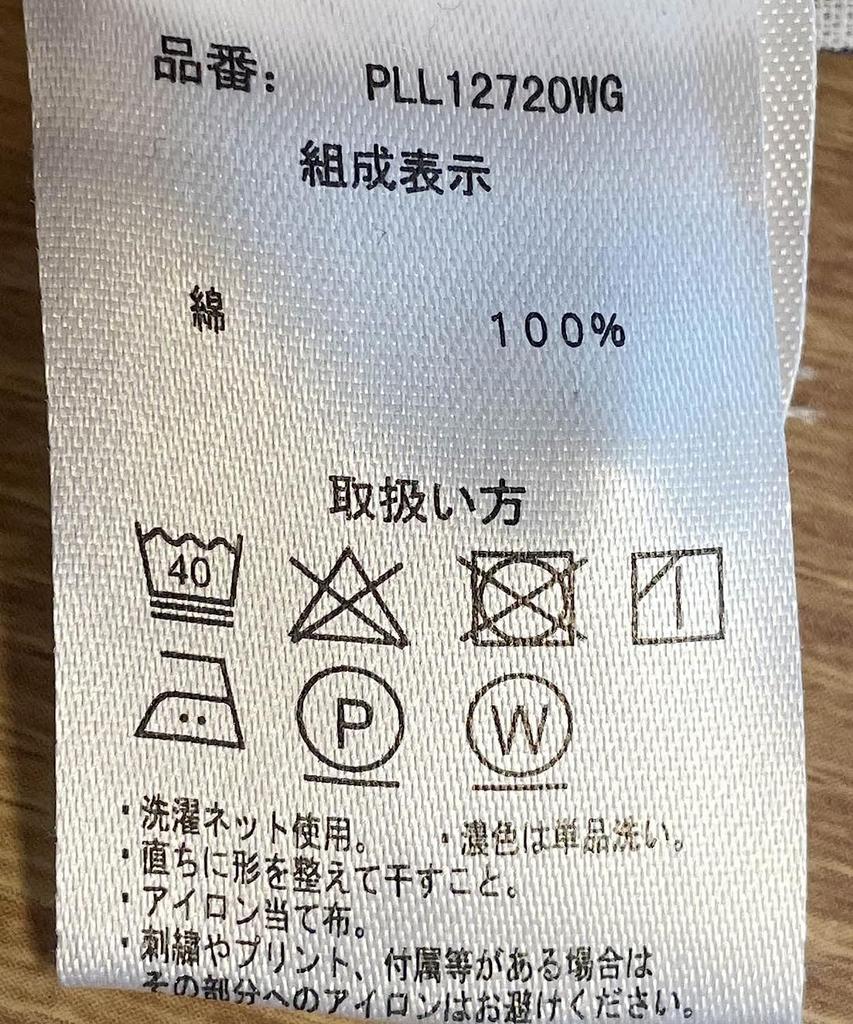 品番: PLL12720WG
組成表示
綿 100%
取扱い方
40
P W
・洗濯ネット使用。 ・濃色は単品洗い。
・直ちに形を整えて干すこと。
・アイロン当て布。
・刺繍やプリント、付属等がある場合は
その部分へのアイロンはお避けください。